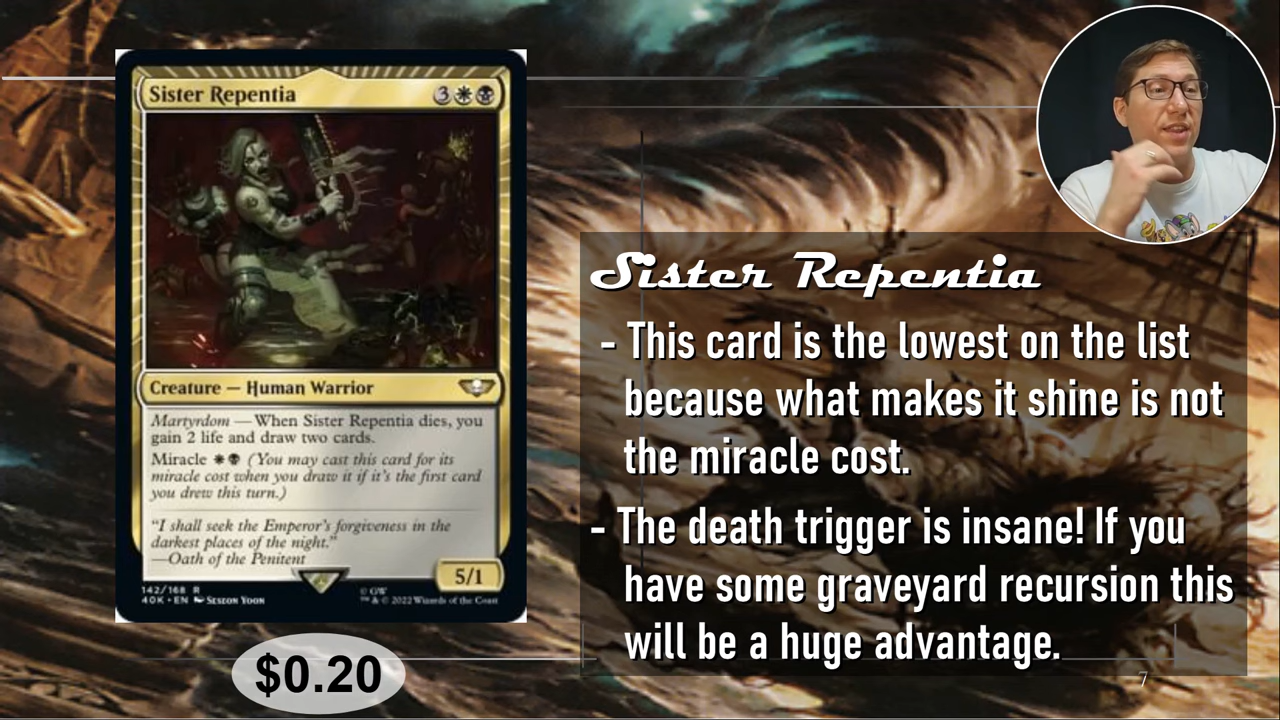 Sister Repentia 3
Creature — Human Warrior
Martyrdom — When Sister Repentia dies, you
gain 2 life and draw two cards.
Miracle (You may cast this card for its
miracle cost when you draw it if it's the first card
you drew this turn.)
"I shall seek the Emperor's forgiveness in the
darkest places of the night."
—Oath of the Penitent
5/1
142/168 R
40K • EN Seseon Yoon
© GW
™ & © 2022 Wizards of the Coast
$0.20
Sister Repentia
- This card is the lowest on the list
because what makes it shine is not
the miracle cost.
- The death trigger is insane! If you
have some graveyard recursion this
will be a huge advantage.
7